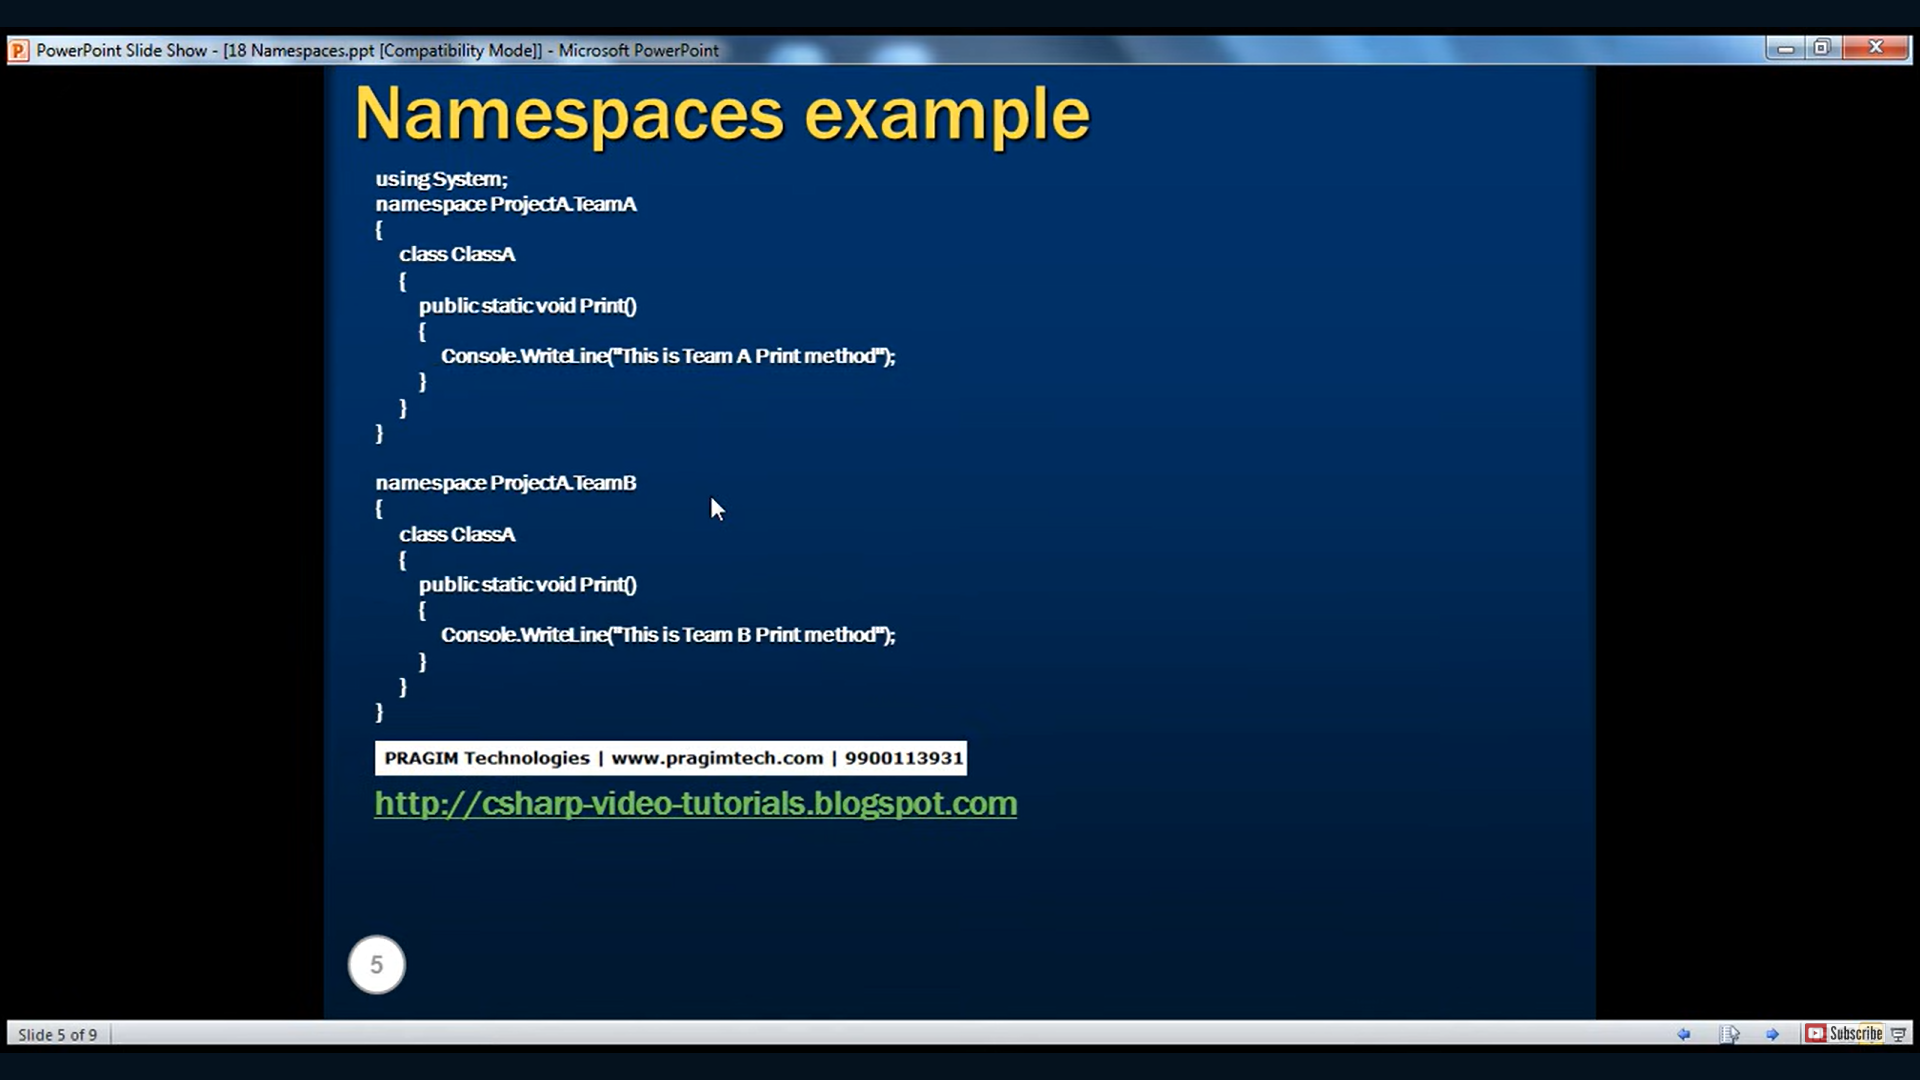 PowerPoint Slide Show - [18 Namespaces.ppt [Compatibility Mode]] - Microsoft PowerPoint
Namespaces example
using System;
namespace ProjectA.TeamA
{
class ClassA
{
public static void Print()
{
Console.WriteLine("This is Team A Print method");
}
}
}
namespace ProjectA.TeamB
{
class ClassA
{
public static void Print()
{
Console.WriteLine("This is Team B Print method");
}
}
}
PRAGIM Technologies | www.pragimtech.com | 9900113931
http://csharp-video-tutorials.blogspot.com
5
Slide 5 of 9
Subscribe